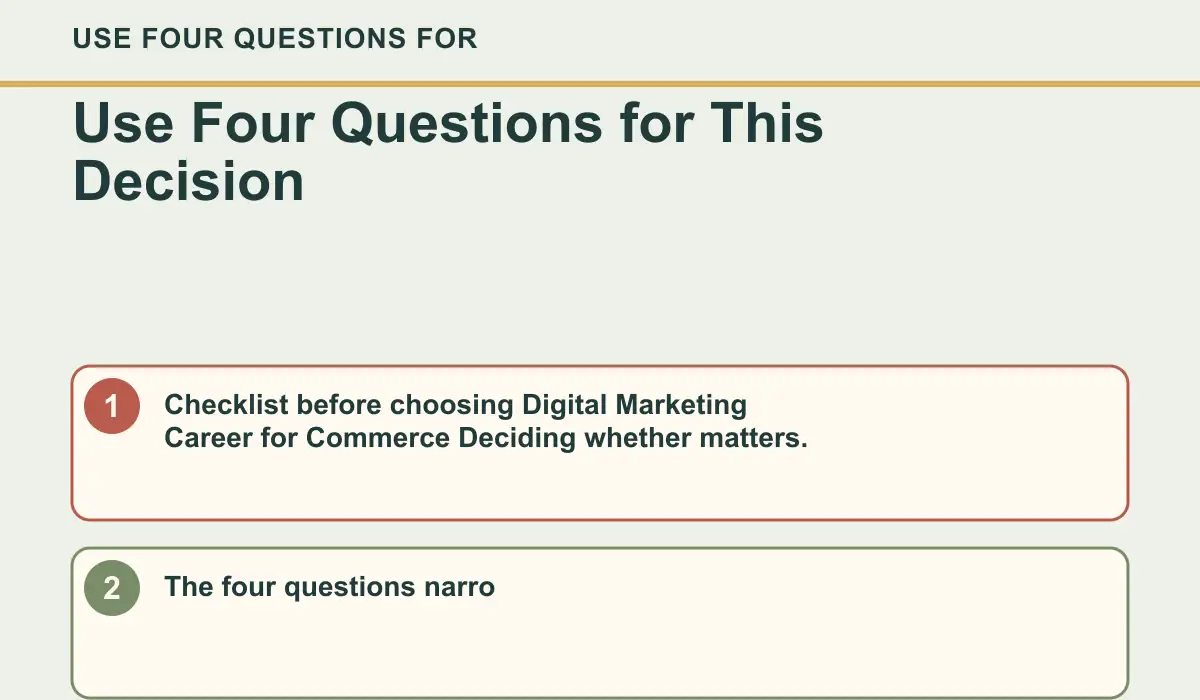 USE FOUR QUESTIONS FOR
Use Four Questions for This
Decision
1
Checklist before choosing Digital Marketing
Career for Commerce Deciding whether matters.
2
The four questions narro